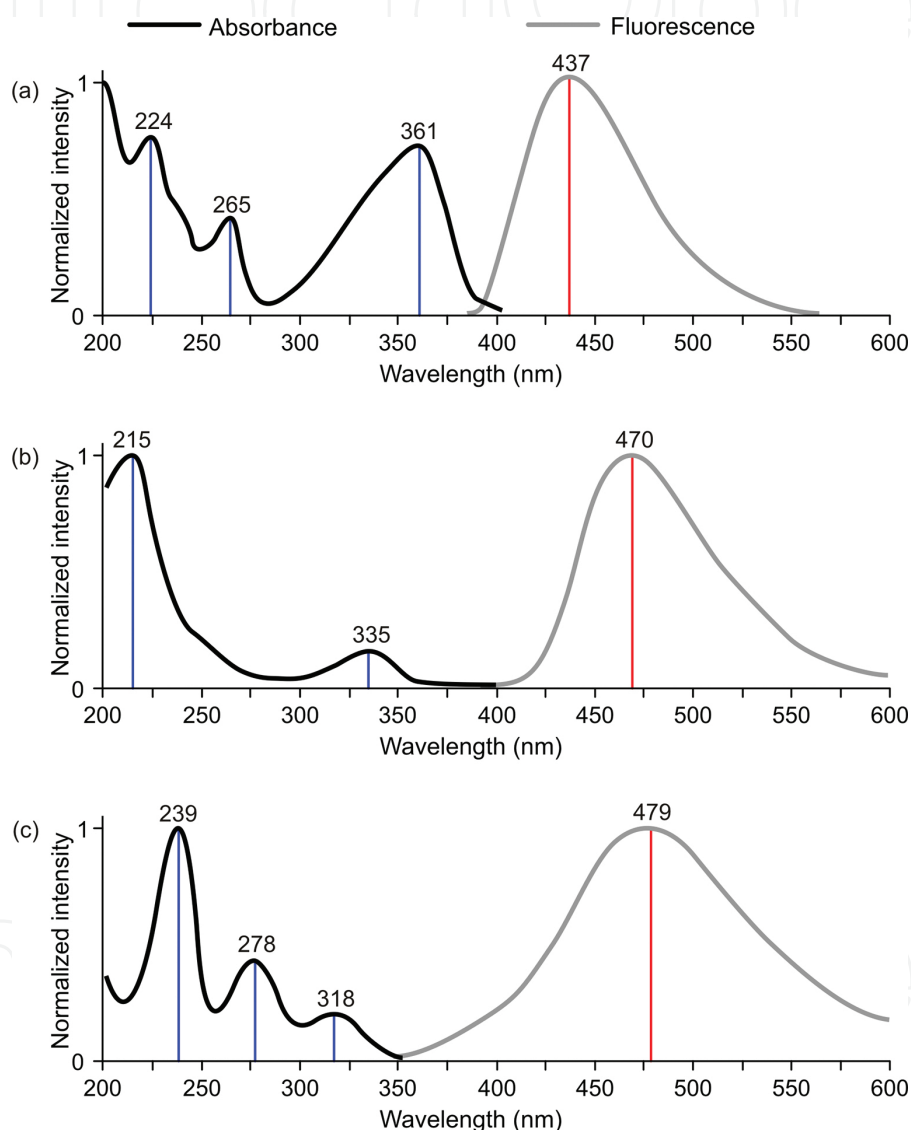 Absorbance Fluorescence
(a)
Normalized intensity
1
0
224
265
361
437
200 250 300 350 400 450 500 550 600
Wavelength (nm)
(b)
Normalized intensity
1
0
215
335
470
200 250 300 350 400 450 500 550 600
Wavelength (nm)
(c)
Normalized intensity
1
0
239
278
318
479
200 250 300 350 400 450 500 550 600
Wavelength (nm)